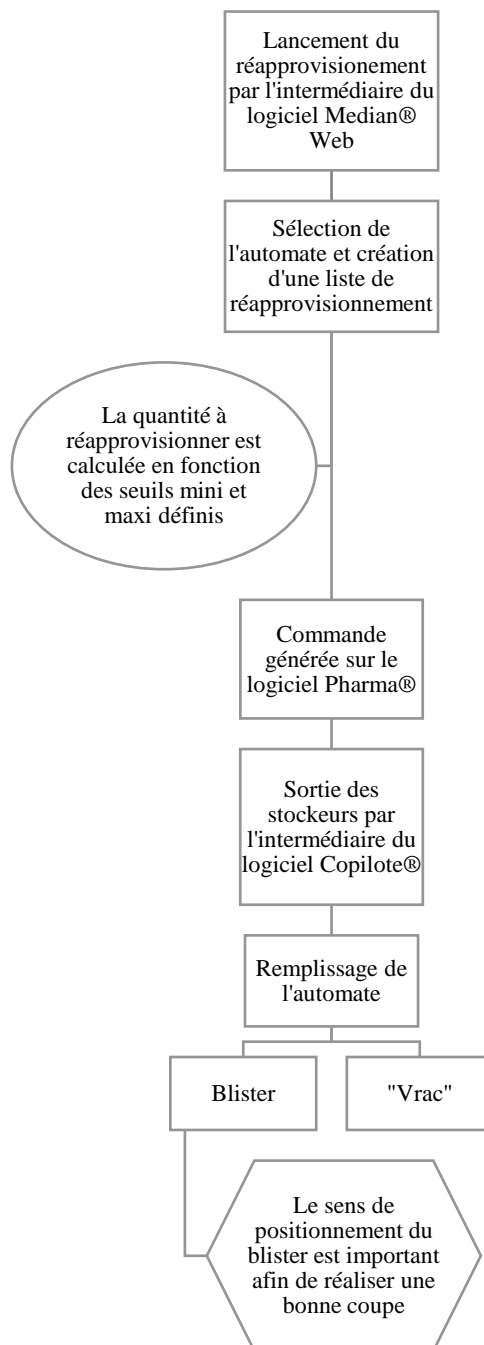 Lancement du
réapprovisionement
par l'intermédiaire du
logiciel Median®
Web
Sélection de
l'automate et création
d'une liste de
réapprovisionnement
La quantité à
réapprovisionner est
calculée en fonction
des seuils mini et
maxi définis
Commande
générée sur le
logiciel Pharma®
Sortie des
stockeurs par
l'intermédiaire du
logiciel Copilote®
Remplissage de
l'automate
Blister
"Vrac"
Le sens de
positionnement du
blister est important
afin de réaliser une
bonne coupe